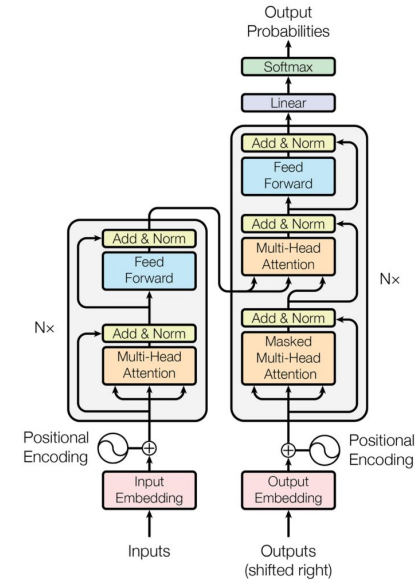 Output
Probabilities
Softmax
Linear
Add & Norm
Feed
Forward
Add & Norm
Multi-Head
Attention
Add & Norm
Masked
Multi-Head
Attention
N×
Positional
Encoding
Output
Embedding
Outputs
(shifted right)
Add & Norm
Feed
Forward
Add & Norm
Multi-Head
Attention
N×
Positional
Encoding
Input
Embedding
Inputs